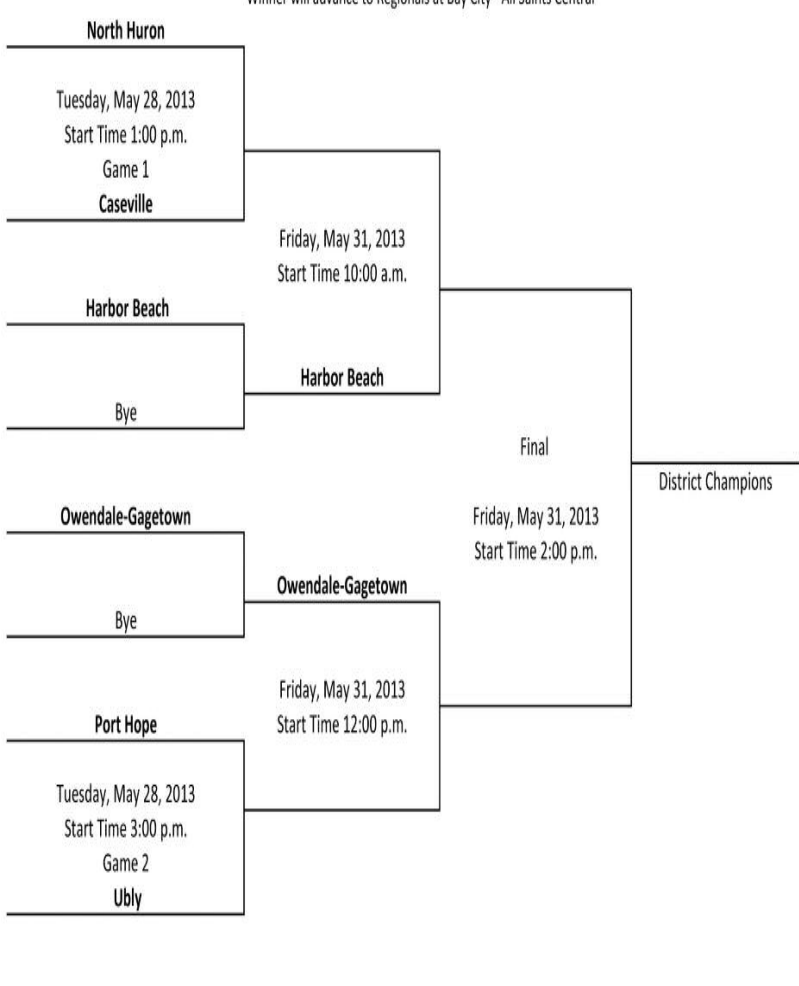 Winner will advance to Regionals at Bay City - All Saints Central
North Huron
Tuesday, May 28, 2013
Start Time 1:00 p.m.
Game 1
Caseville
Friday, May 31, 2013
Start Time 10:00 a.m.
Harbor Beach
Harbor Beach
Bye
Final
District Champions
Owendale-Gagetown
Friday, May 31, 2013
Start Time 2:00 p.m.
Owendale-Gagetown
Bye
Friday, May 31, 2013
Start Time 12:00 p.m.
Port Hope
Tuesday, May 28, 2013
Start Time 3:00 p.m.
Game 2
Ubly